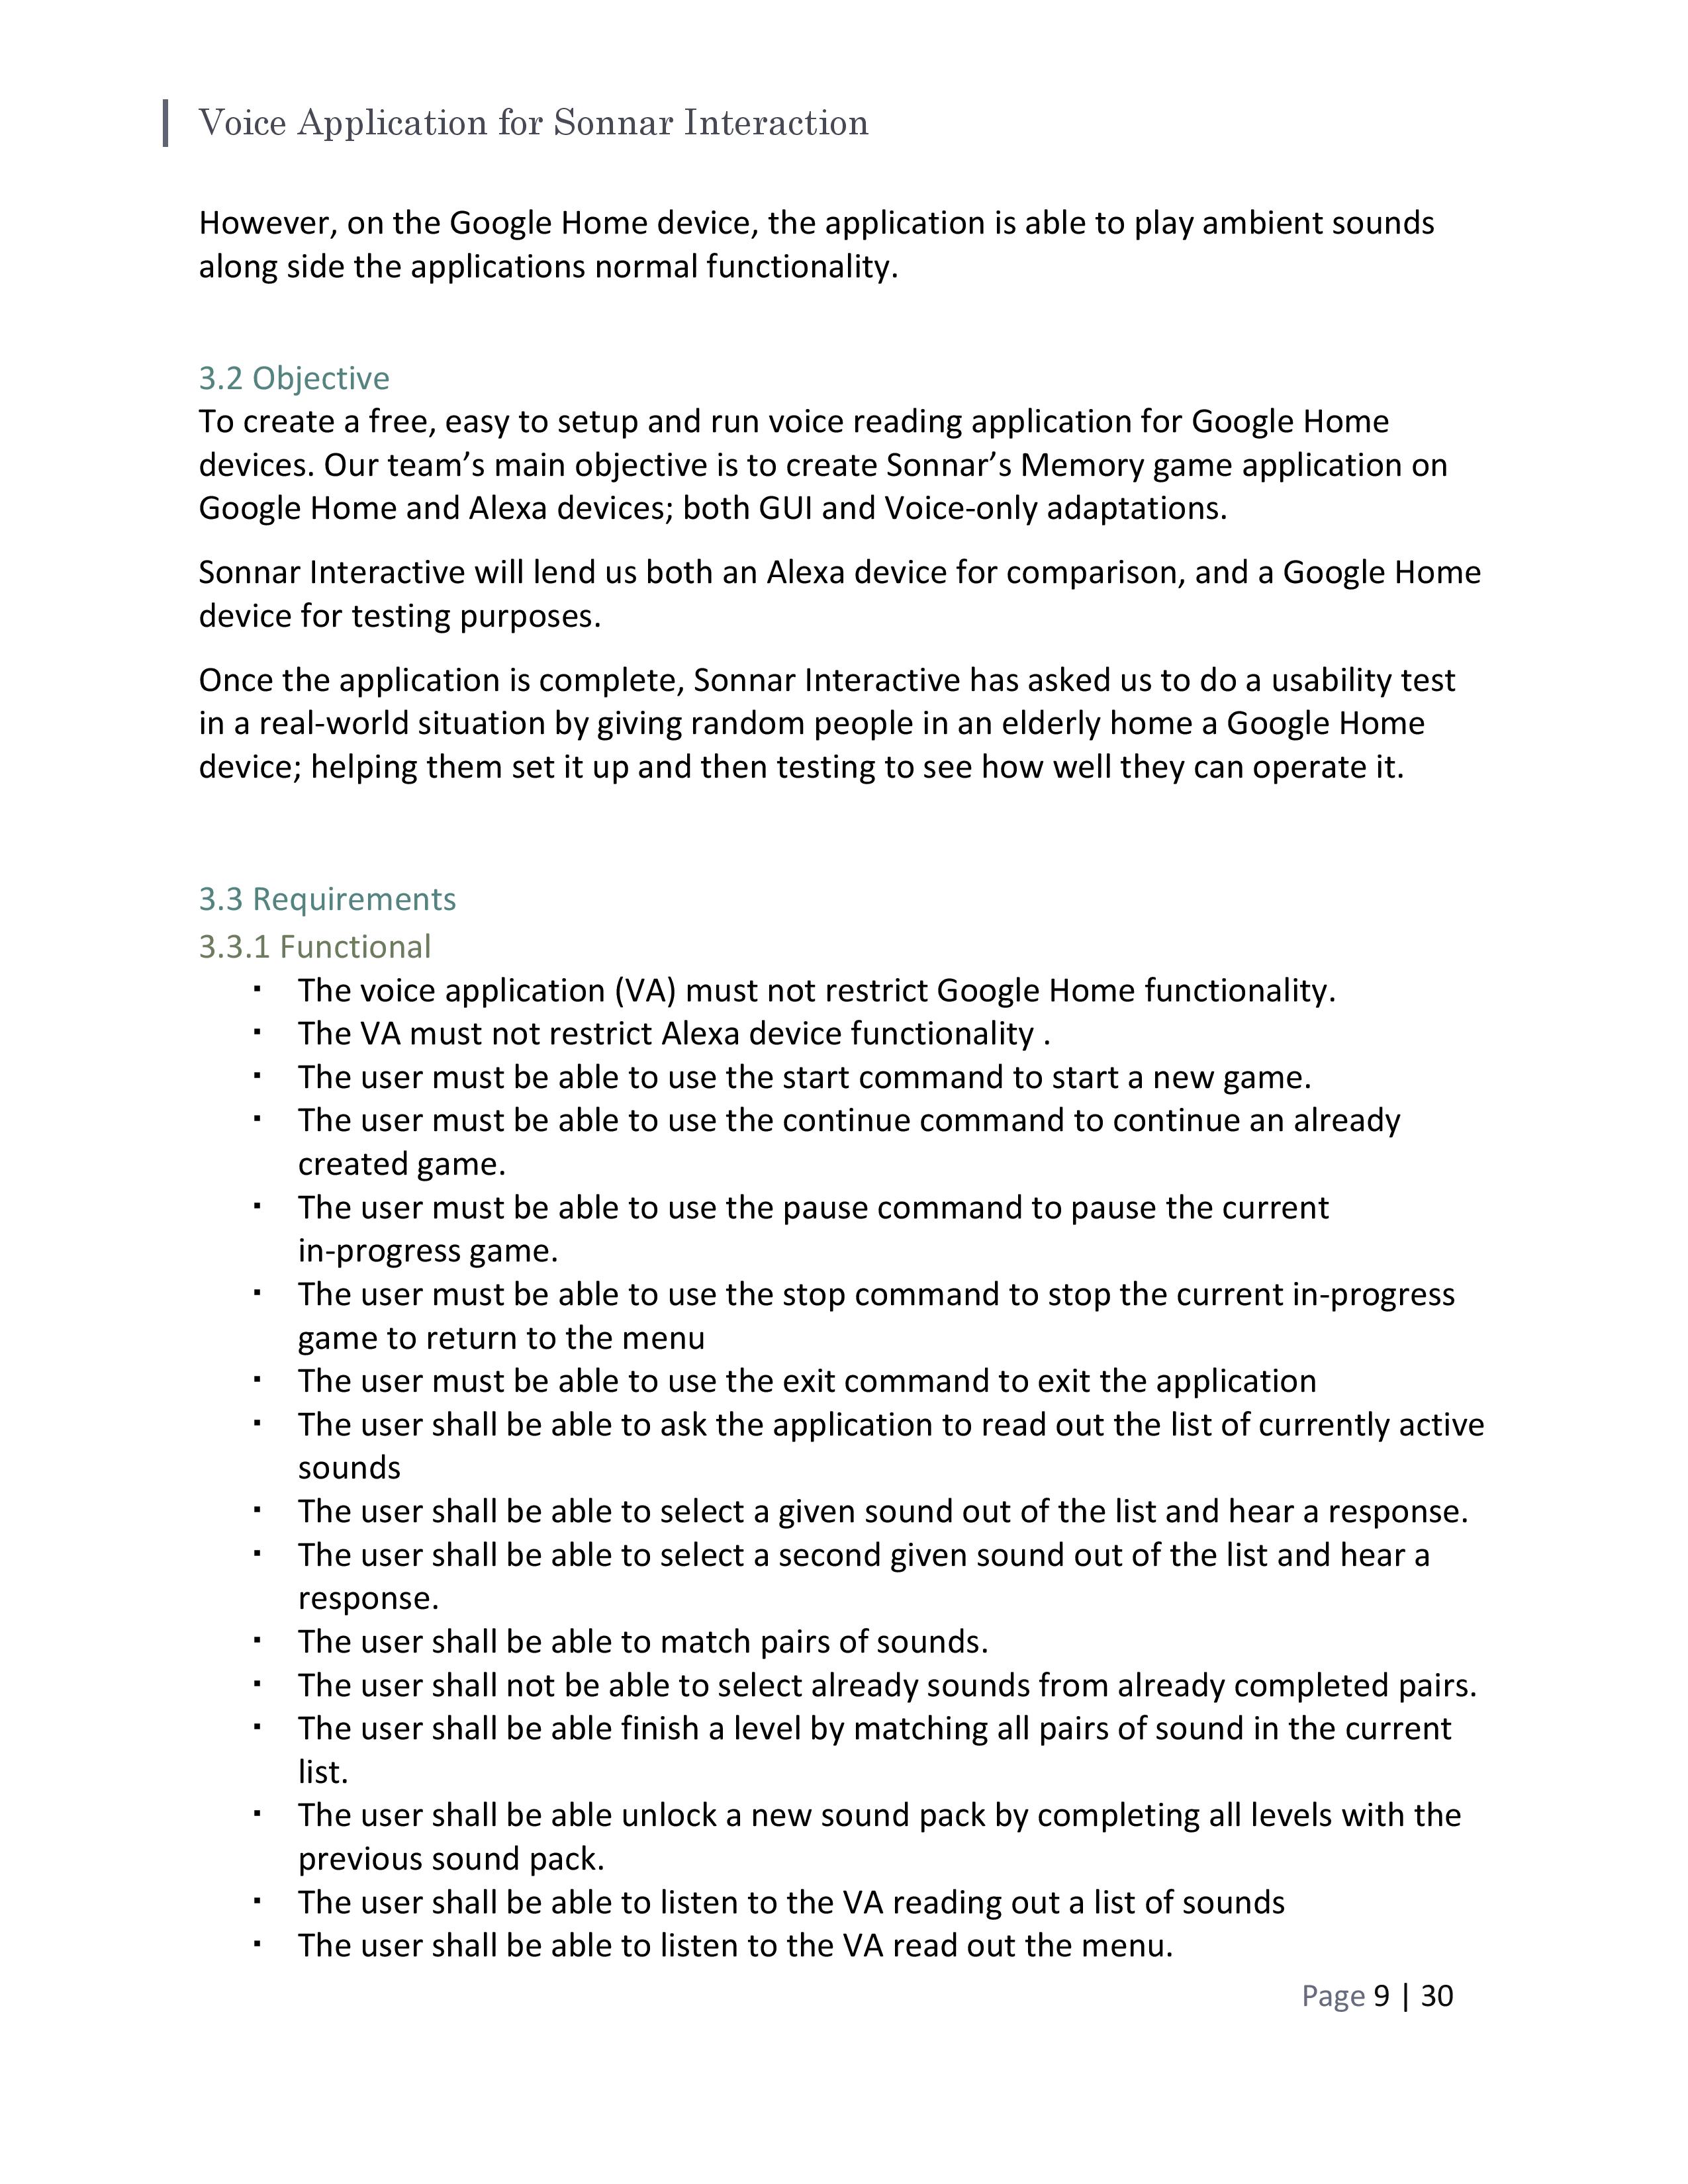 Voice Application for Sonnar Interaction
However, on the Google Home device, the application is able to play ambient sounds
along side the applications normal functionality.
3.2 Objective
To create a free, easy to setup and run voice reading application for Google Home
devices. Our team’s main objective is to create Sonnar’s Memory game application on
Google Home and Alexa devices; both GUI and Voice-only adaptations.
Sonnar Interactive will lend us both an Alexa device for comparison, and a Google Home
device for testing purposes.
Once the application is complete, Sonnar Interactive has asked us to do a usability test
in a real-world situation by giving random people in an elderly home a Google Home
device; helping them set it up and then testing to see how well they can operate it.
3.3 Requirements
3.3.1 Functional
▪ The voice application (VA) must not restrict Google Home functionality.
▪ The VA must not restrict Alexa device functionality .
▪ The user must be able to use the start command to start a new game.
▪ The user must be able to use the continue command to continue an already
created game.
▪ The user must be able to use the pause command to pause the current
in-progress game.
▪ The user must be able to use the stop command to stop the current in-progress
game to return to the menu
▪ The user must be able to use the exit command to exit the application
▪ The user shall be able to ask the application to read out the list of currently active
sounds
▪ The user shall be able to select a given sound out of the list and hear a response.
▪ The user shall be able to select a second given sound out of the list and hear a
response.
▪ The user shall be able to match pairs of sounds.
▪ The user shall not be able to select already sounds from already completed pairs.
▪ The user shall be able finish a level by matching all pairs of sound in the current
list.
▪ The user shall be able unlock a new sound pack by completing all levels with the
previous sound pack.
▪ The user shall be able to listen to the VA reading out a list of sounds
▪ The user shall be able to listen to the VA read out the menu.
Page 9 | 30